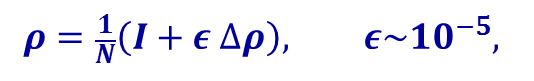 ρ = 1/N (I + ϵ Δρ), ϵ~10⁻⁵,